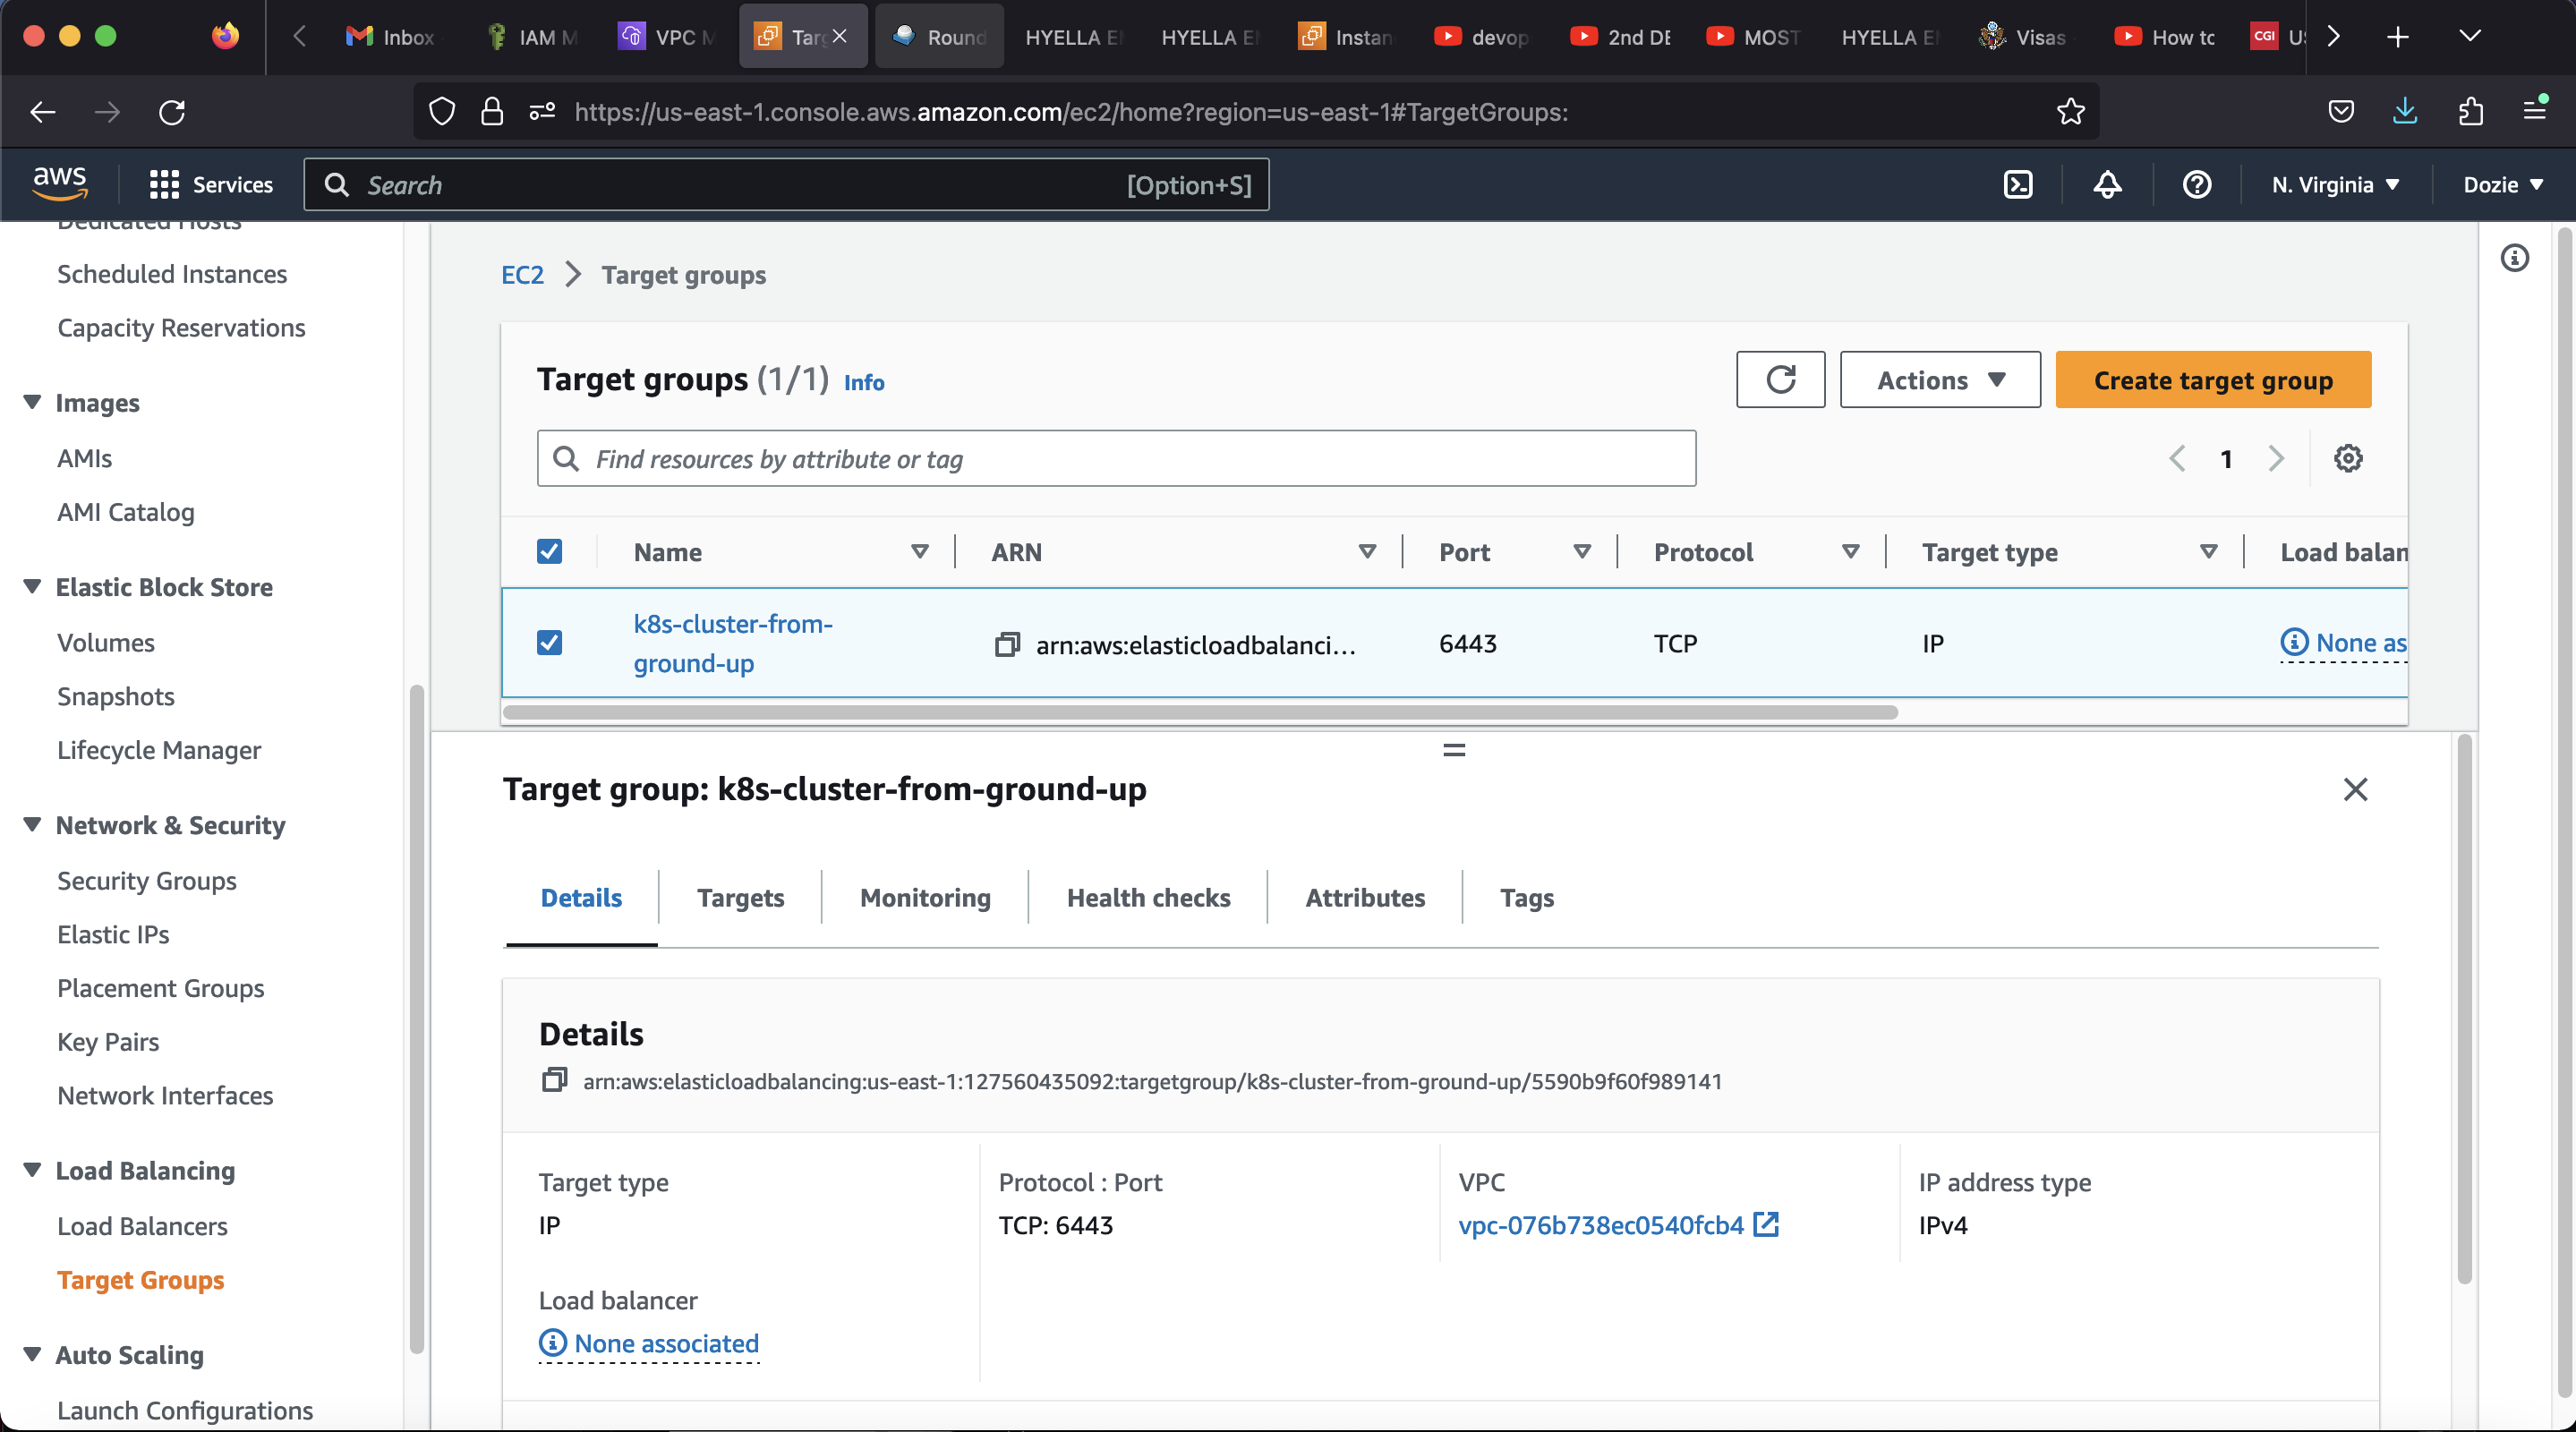 Inbox
IAM M
VPC M
Tar
Round
HYELLA E
HYELLA E
Instan
devop
2nd DE
MOST
HYELLA E
Visas
How to
CGI
https://us-east-1.console.aws.amazon.com/ec2/home?region=us-east-1#TargetGroups:
aws
Services
Search
[Option+S]
N. Virginia
Dozie
Dedicated Hosts
Scheduled Instances
Capacity Reservations
Images
AMIs
AMI Catalog
Elastic Block Store
Volumes
Snapshots
Lifecycle Manager
Network & Security
Security Groups
Elastic IPs
Placement Groups
Key Pairs
Network Interfaces
Load Balancing
Load Balancers
Target Groups
Auto Scaling
Launch Configurations
EC2 > Target groups
Target groups (1/1) Info
Actions
Create target group
Find resources by attribute or tag
1
Name
ARN
Port
Protocol
Target type
Load balan
k8s-cluster-from-
ground-up
arn:aws:elasticloadbalanci...
6443
TCP
IP
None as
Target group: k8s-cluster-from-ground-up
Details
Targets
Monitoring
Health checks
Attributes
Tags
Details
arn:aws:elasticloadbalancing:us-east-1:127560435092:targetgroup/k8s-cluster-from-ground-up/5590b9f60f989141
Target type
IP
Protocol : Port
TCP: 6443
VPC
vpc-076b738ec0540fcb4
IP address type
IPv4
Load balancer
None associated